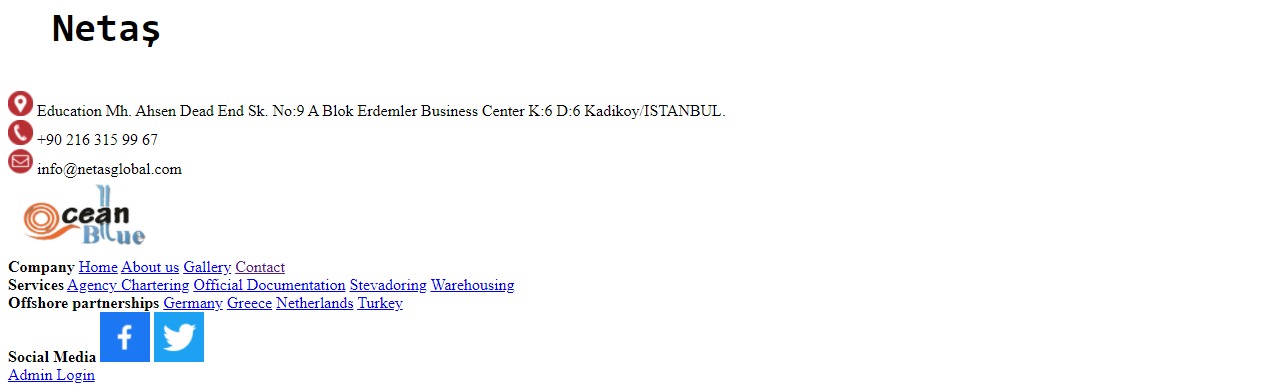 Netaş
Education Mh. Ahsen Dead End Sk. No:9 A Blok Erdemler Business Center K:6 D:6 Kadikoy/ISTANBUL.
+90 216 315 99 67
info@netasglobal.com
Ocean
Blue
Company Home About us Gallery Contact
Services Agency Chartering Official Documentation Stevadoring Warehousing
Offshore partnerships Germany Greece Netherlands Turkey
Social Media
Admin Login